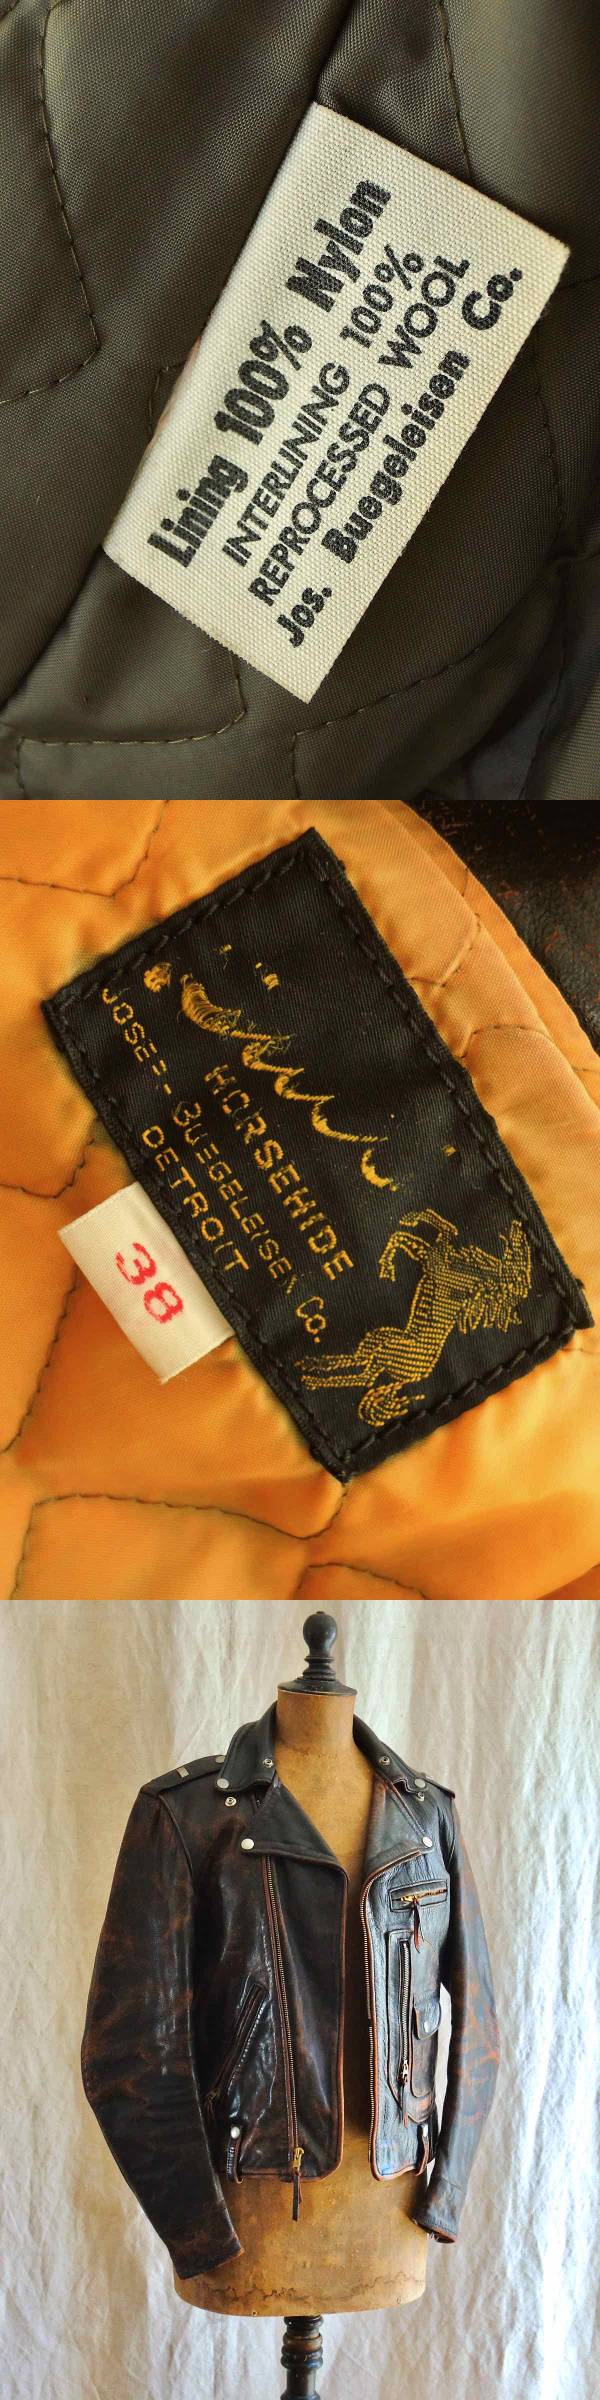 Lining 100% Nylon
INTERLINING 100%
REPROCESSED WOOL
Jos. Buegeleisen Co.
HORSEHIDE
JOSEPH BUEGELEISEN Co.
DETROIT
38